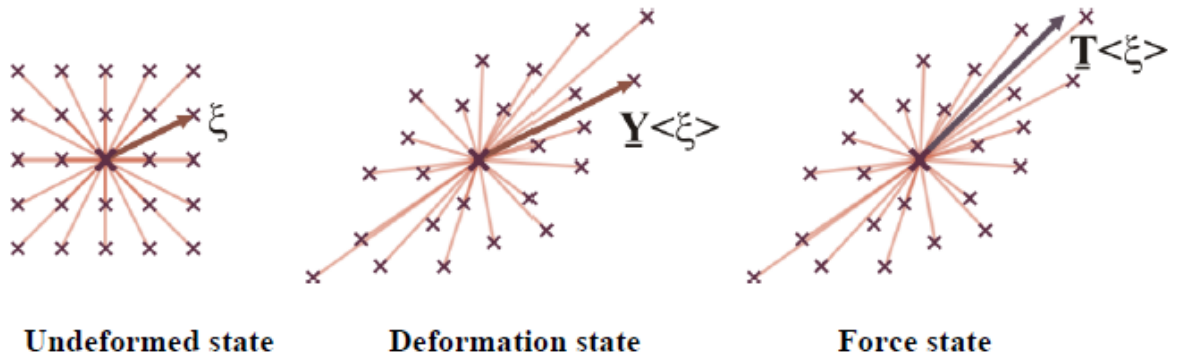 ξ
Y<ξ>
T<ξ>
Undeformed state
Deformation state
Force state